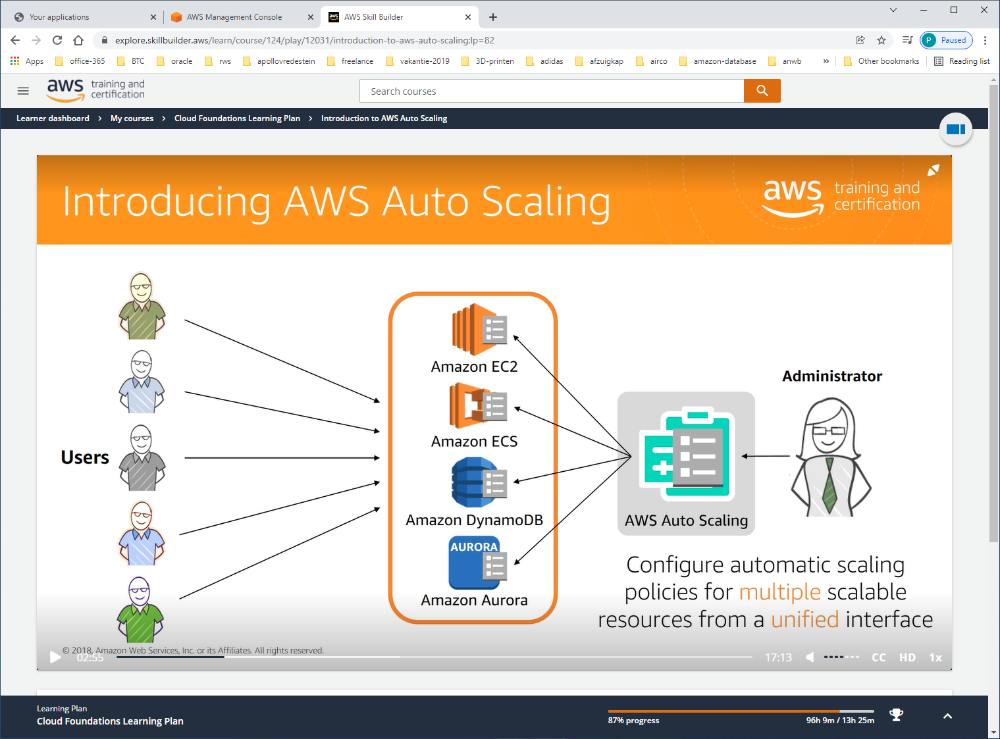 Your applications
AWS Management Console
aws
AWS Skill Builder
explore.skillbuilder.aws/learn/course/124/play/12031/introduction-to-aws-auto-scaling;lp=82
P
Paused
Apps
office-365
BTC
oracle
rws
apollovredestein
freelance
vakantie-2019
3D-printen
adidas
afzuigkap
airco
amazon-database
anwb
»
Other bookmarks
Reading list
aws training and
certification
Search courses
Learner dashboard > My courses > Cloud Foundations Learning Plan > Introduction to AWS Auto Scaling
Introducing AWS Auto Scaling
aws training and
certification
Users
Amazon EC2
Amazon ECS
Amazon DynamoDB
AURORA
Amazon Aurora
Administrator
AWS Auto Scaling
Configure automatic scaling
policies for multiple scalable
resources from a unified interface
© 2018, Amazon Web Services, Inc. or its Affiliates. All rights reserved.
02:55
17:13
CC
HD
1x
Learning Plan
Cloud Foundations Learning Plan
87% progress
96h 9m / 13h 25m